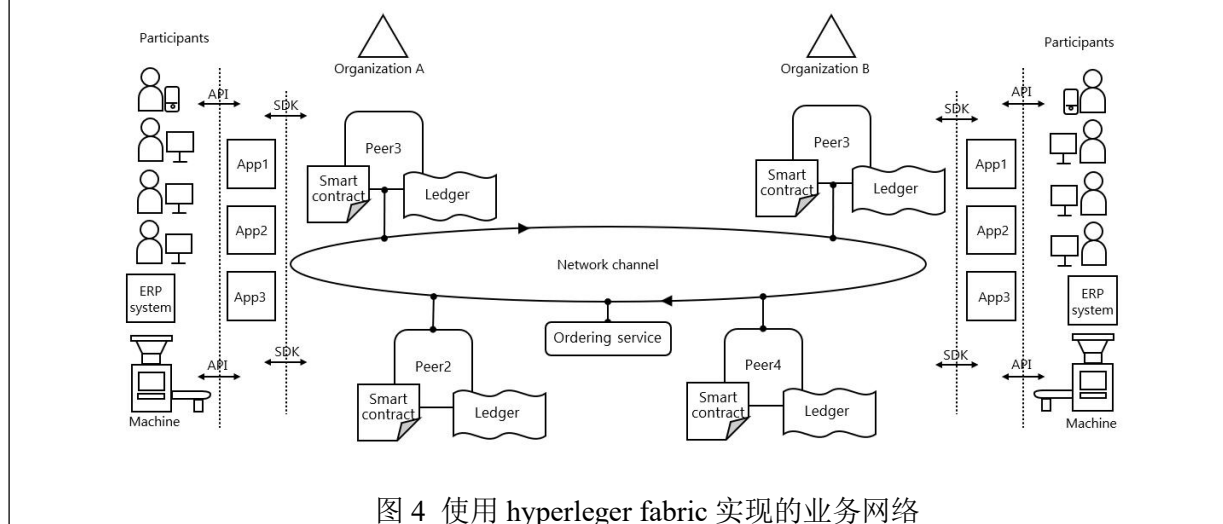 Participants
Organization A
Organization B
Participants
API
SDK
SDK
API
Peer3
Peer3
App1
Smart
contract
Ledger
Smart
contract
Ledger
App1
App2
App2
Network channel
ERP
system
App3
App3
ERP
system
Ordering service
API
SDK
Peer2
Peer4
SDK
API
Smart
contract
Ledger
Smart
contract
Ledger
Machine
Machine
图 4 使用 hyperleger fabric 实现的业务网络